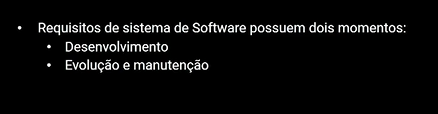 • Requisitos de sistema de Software possuem dois momentos:
• Desenvolvimento
• Evolução e manutenção